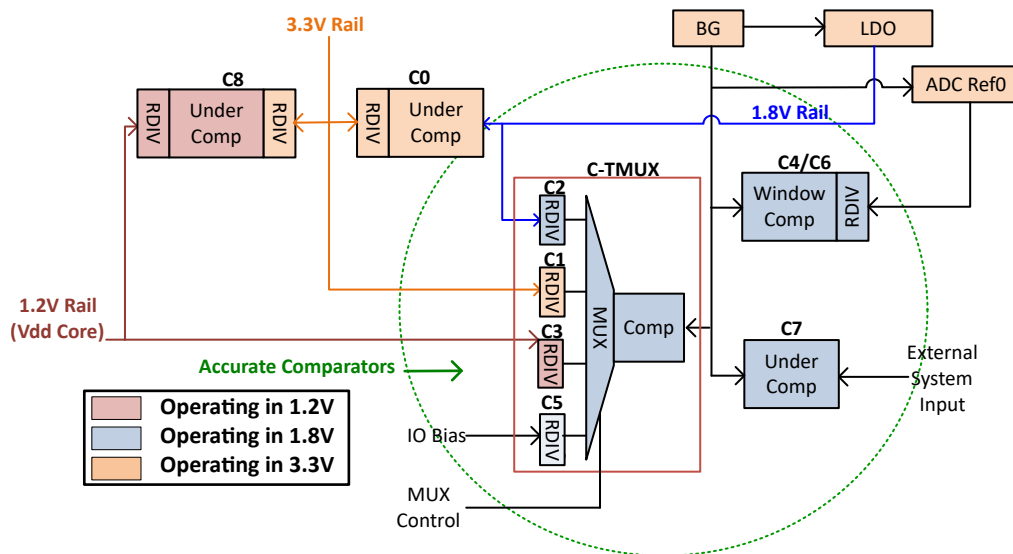 3.3V Rail
BG
LDO
C8
C0
ADC Ref0
RDIV
Under
Comp
RDIV
RDIV
Under
Comp
1.8V Rail
C-TMUX
C4/C6
Window
Comp
RDIV
C2
RDIV
C1
RDIV
MUX
Comp
1.2V Rail
(Vdd Core)
C3
RDIV
C7
Under
Comp
External
System
Input
Accurate Comparators
Operating in 1.2V
Operating in 1.8V
Operating in 3.3V
C5
RDIV
IO Bias
MUX
Control